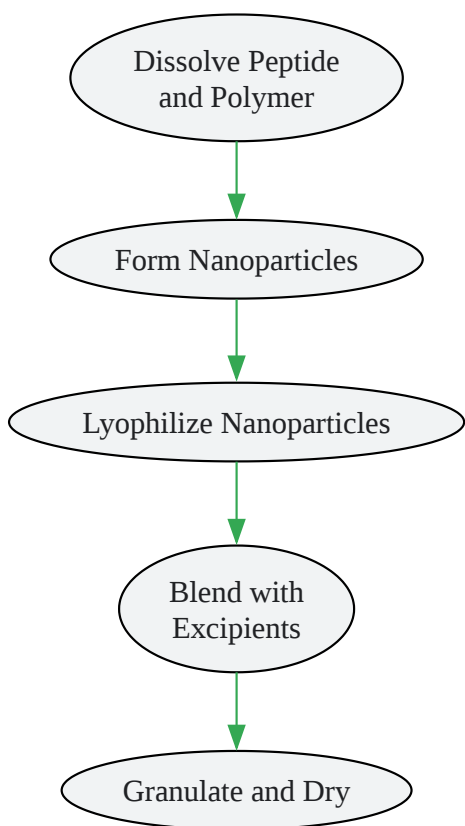 Dissolve Peptide
and Polymer
Form Nanoparticles
Lyophilize Nanoparticles
Blend with
Excipients
Granulate and Dry